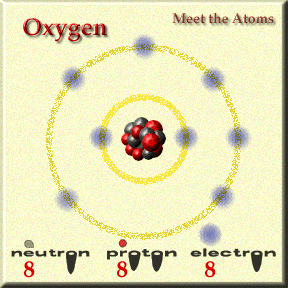 Oxygen
Meet the Atoms
neutron proton electron
8 8 8